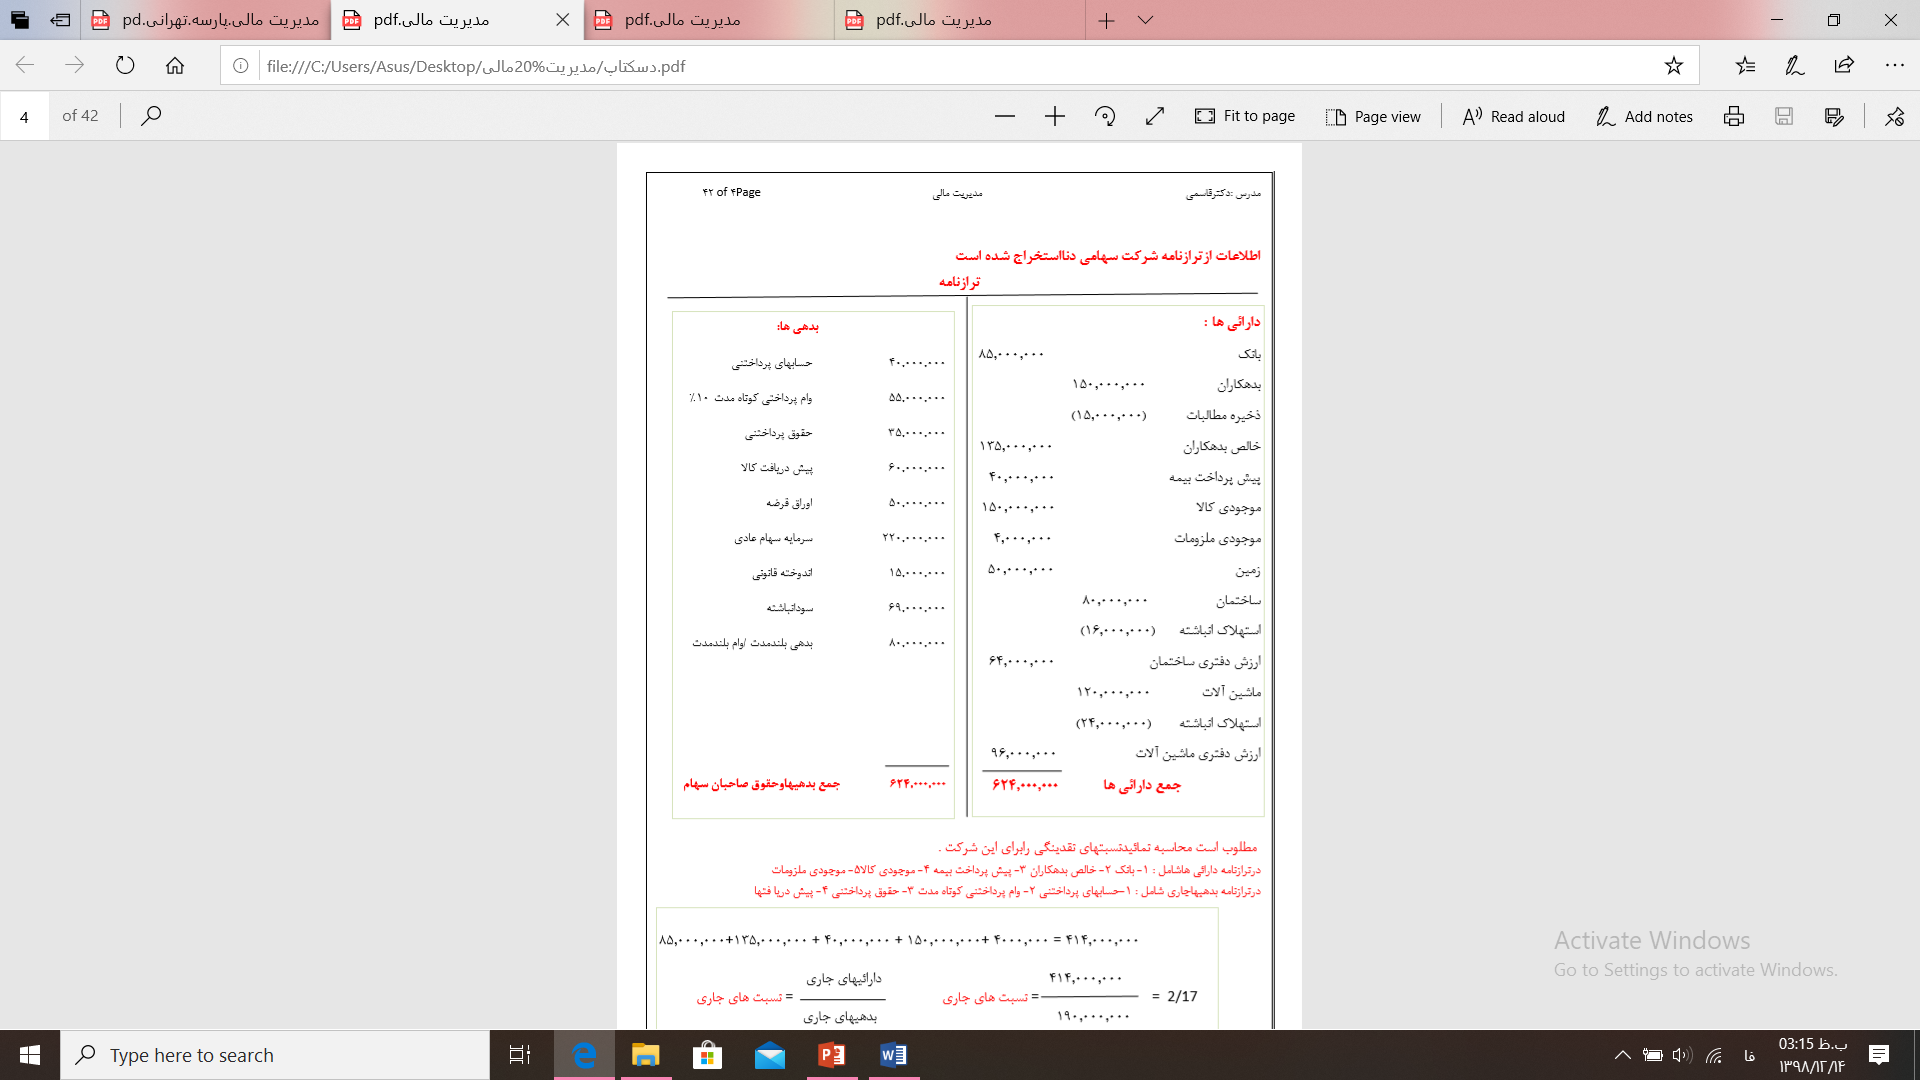 مدیریت مالی.پارسه.تهرانی.pd
مدیریت مالی.pdf
مدیریت مالی.pdf
مدیریت مالی.pdf
file:///C:/Users/Asus/Desktop/دسکتاپ/مدیریت%20مالی.pdf
4 of 42
Fit to page
Page view
Read aloud
Add notes
مدرس :دکترقاسمی
مدیریت مالی
۴۲ of ۴Page
اطلاعات ازترازنامه شرکت سهامی دنااستخراج شده است
ترازنامه
دارائی ها :
بانک ۸۵,۰۰۰,۰۰۰
بدهکاران ۱۵۰,۰۰۰,۰۰۰
ذخیره مطالبات (۱۵,۰۰۰,۰۰۰)
خالص بدهکاران ۱۳۵,۰۰۰,۰۰۰
پیش پرداخت بیمه ۴۰,۰۰۰,۰۰۰
موجودی کالا ۱۵۰,۰۰۰,۰۰۰
موجودی ملزومات ۴,۰۰۰,۰۰۰
زمین ۵۰,۰۰۰,۰۰۰
ساختمان ۸۰,۰۰۰,۰۰۰
استهلاک انباشته (۱۶,۰۰۰,۰۰۰)
ارزش دفتری ساختمان ۶۴,۰۰۰,۰۰۰
ماشین آلات ۱۲۰,۰۰۰,۰۰۰
استهلاک انباشته (۲۴,۰۰۰,۰۰۰)
ارزش دفتری ماشین آلات ۹۶,۰۰۰,۰۰۰
جمع دارائی ها ۶۲۴,۰۰۰,۰۰۰
بدهی ها:
۴۰,۰۰۰,۰۰۰ حسابهای پرداختنی
۵۵,۰۰۰,۰۰۰ وام پرداختی کوتاه مدت ۱۰٪
۳۵,۰۰۰,۰۰۰ حقوق پرداختنی
۶۰,۰۰۰,۰۰۰ پیش دریافت کالا
۵۰,۰۰۰,۰۰۰ اوراق قرضه
۲۲۰,۰۰۰,۰۰۰ سرمایه سهام عادی
۱۵,۰۰۰,۰۰۰ اندوخته قانونی
۶۹,۰۰۰,۰۰۰ سودانباشته
۸۰,۰۰۰,۰۰۰ بدهی بلندمدت /وام بلندمدت
۶۲۴,۰۰۰,۰۰۰ جمع بدهیهاوحقوق صاحبان سهام
مطلوب است محاسبه نمائیدنسبتهای نقدینگی رابرای این شرکت .
درترازنامه دارائی هاشامل : ۱- بانک ۲- خالص بدهکاران ۳- پیش پرداخت بیمه ۴- موجودی کالا۵- موجودی ملزومات
درترازنامه بدهیهاجاری شامل : ۱-حسابهای پرداختنی ۲- وام پرداختنی کوتاه مدت ۳- حقوق پرداختنی ۴- پیش دریا فتها
۸۵,۰۰۰,۰۰۰+۱۳۵,۰۰۰,۰۰۰ + ۴۰,۰۰۰,۰۰۰ + ۱۵۰,۰۰۰,۰۰۰+ ۴۰۰۰,۰۰۰ = ۴۱۴,۰۰۰,۰۰۰
دارائیهای جاری
نسبت های جاری =
بدهیهای جاری
۴۱۴,۰۰۰,۰۰۰
نسبت های جاری = = 2/17
۱۹۰,۰۰۰,۰۰۰
Activate Windows
Go to Settings to activate Windows.
Type here to search
فا
03:15 ب.ظ
۱۳۹۸/۱۲/۱۴